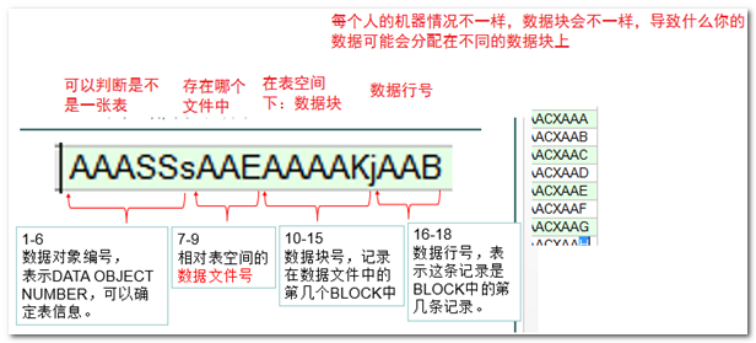 每个人的机器情况不一样，数据块会不一样，导致什么你的
数据可能会分配在不同的数据块上
可以判断是不
是一张表
存在哪个
文件中
在表空间
下：数据块
数据行号
AAASSsAAEAAAAKjAAB
1-6
数据对象编号，
表示DATA OBJECT
NUMBER，可以确
定表信息。
7-9
相对表空间的
数据文件号
10-15
数据块号，记录
在数据文件中的
第几个BLOCK中
16-18
数据行号，表
示这条记录是
BLOCK中的第
几条记录。
ACXAAA
ACXAAB
ACXAAC
ACXAAD
ACXAAE
ACXAAF
ACXAAG